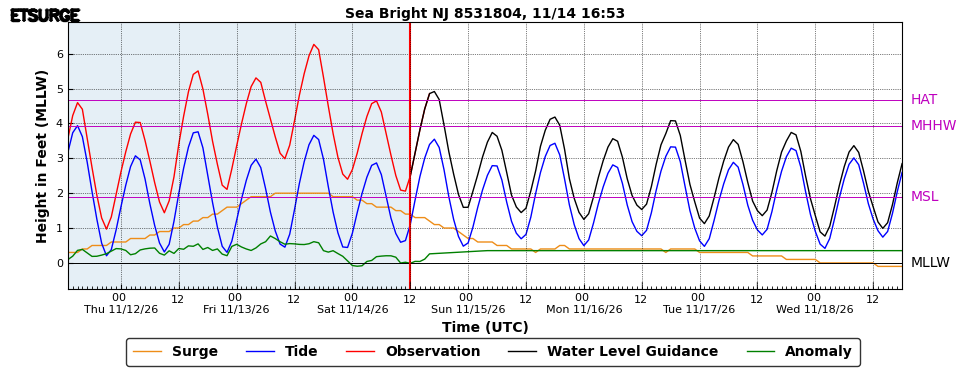 ETSURGE
Sea Bright NJ 8531804, 11/14 16:53
Height in Feet (MLLW)
6
5
4
3
2
1
0
HAT
MHHW
MSL
MLLW
00 12 00 12 00 12 00 12 00 12 00 12 00 12
Thu 11/12/26 Fri 11/13/26 Sat 11/14/26 Sun 11/15/26 Mon 11/16/26 Tue 11/17/26 Wed 11/18/26
Time (UTC)
Surge Tide Observation Water Level Guidance Anomaly